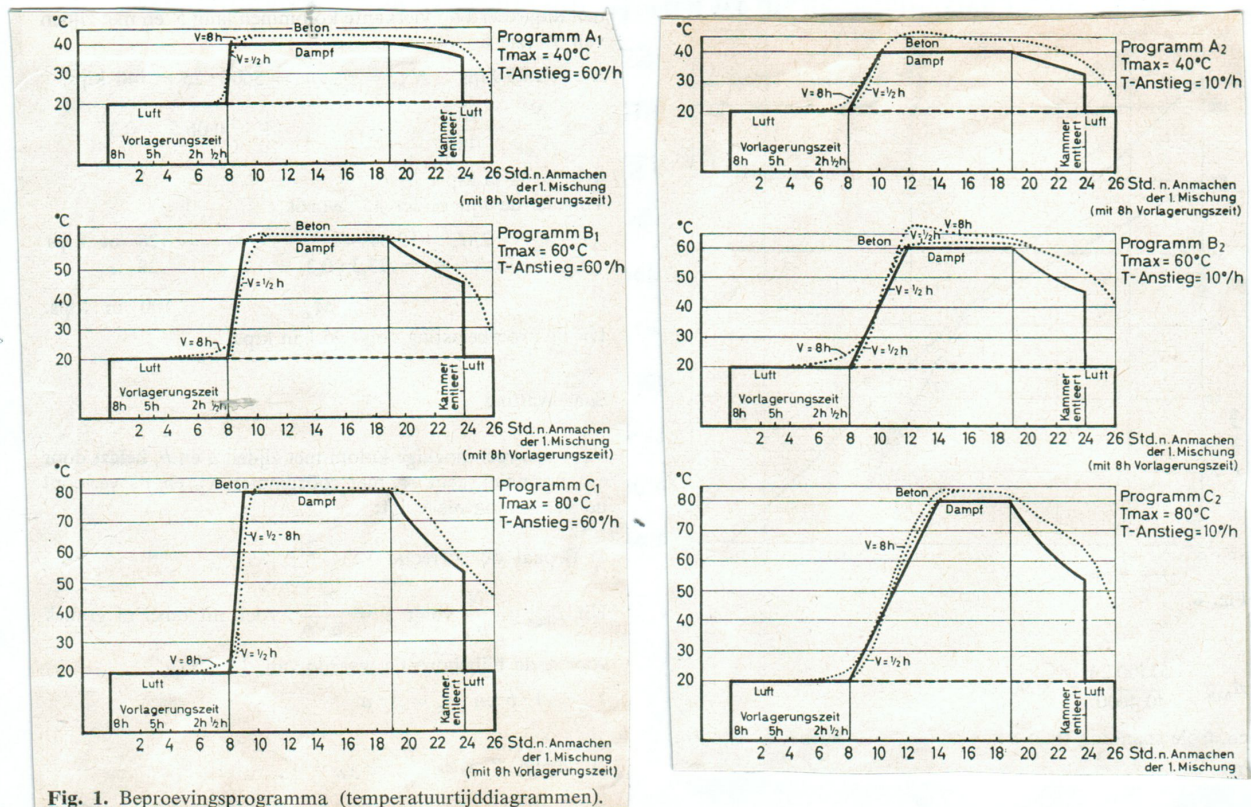 °C
40
30
20
V=8h
Beton
Dampf
V=½h
Luft
Vorlagerungszeit
8h 5h 2h ½h
Kammer
entleert
Luft
2 4 6 8 10 12 14 16 18 20 22 24 26 Std. n. Anmachen
der 1. Mischung
(mit 8h Vorlagerungszeit)
Programm A₁
Tmax = 40°C
T-Anstieg=60°/h
°C
60
50
40
30
20
Beton
Dampf
V=½h
V=8h
Luft
Vorlagerungszeit
8h 5h 2h ½h
Kammer
entleert
Luft
2 4 6 8 10 12 14 16 18 20 22 24 26 Std. n. Anmachen
der 1. Mischung
(mit 8h Vorlagerungszeit)
Programm B₁
Tmax = 60°C
T-Anstieg=60°/h
°C
80
70
60
50
40
30
20
Beton
Dampf
V=½-8h
V=8h
V=½h
Luft
Vorlagerungszeit
8h 5h 2h ½h
Kammer
entleert
Luft
2 4 6 8 10 12 14 16 18 20 22 24 26 Std. n. Anmachen
der 1. Mischung
(mit 8h Vorlagerungszeit)
Programm C₁
Tmax = 80°C
T-Anstieg=60°/h
Fig. 1. Beproevingsprogramma (temperatuurtijddiagrammen).
°C
40
30
20
Beton
Dampf
V=8h
V=½h
Luft
Vorlagerungszeit
8h 5h 2h ½h
Kammer
entleert
Luft
2 4 6 8 10 12 14 16 18 20 22 24 26 Std. n. Anmachen
der 1. Mischung
(mit 8h Vorlagerungszeit)
Programm A₂
Tmax = 40°C
T-Anstieg=10°/h
°C
60
50
40
30
20
V=8h
V=½h
Beton
Dampf
V=½h
V=8h
V=½h
Luft
Vorlagerungszeit
8h 5h 2h ½h
Kammer
entleert
Luft
2 4 6 8 10 12 14 16 18 20 22 24 26 Std. n. Anmachen
der 1. Mischung
(mit 8h Vorlagerungszeit)
Programm B₂
Tmax = 60°C
T-Anstieg=10°/h
°C
80
70
60
50
40
30
20
Beton
Dampf
V=8h
V=½h
Luft
Vorlagerungszeit
8h 5h 2h ½h
Kammer
entleert
Luft
2 4 6 8 10 12 14 16 18 20 22 24 26 Std. n. Anmachen
der 1. Mischung
Programm C₂
Tmax = 80°C
T-Anstieg=10°/h